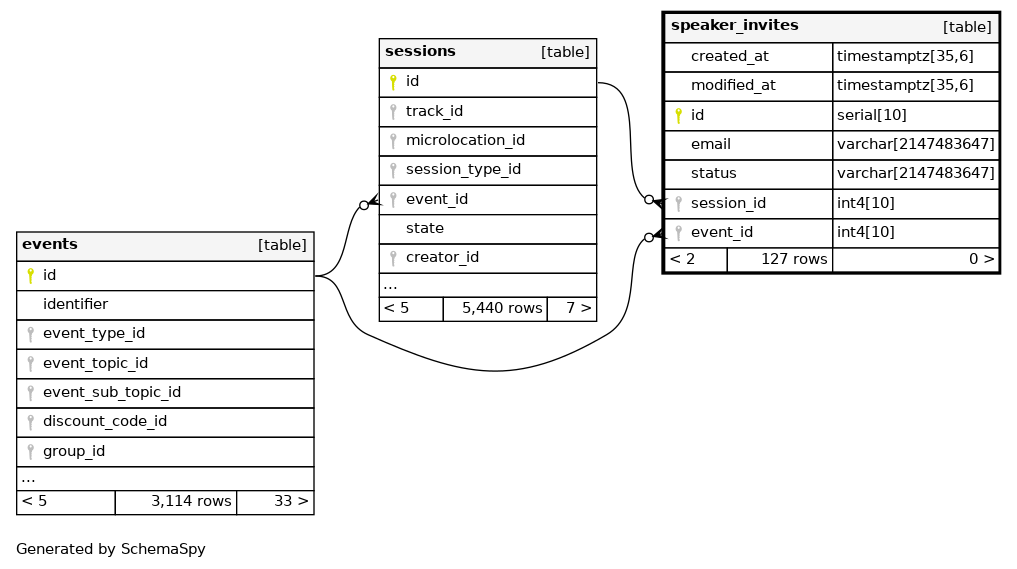 speaker_invites [table]
created_at timestamptz[35,6]
modified_at timestamptz[35,6]
id serial[10]
email varchar[2147483647]
status varchar[2147483647]
session_id int4[10]
event_id int4[10]
< 2 127 rows 0 >
sessions [table]
id
track_id
microlocation_id
session_type_id
event_id
state
creator_id
...
< 5 5,440 rows 7 >
events [table]
id
identifier
event_type_id
event_topic_id
event_sub_topic_id
discount_code_id
group_id
...
< 5 3,114 rows 33 >
Generated by SchemaSpy